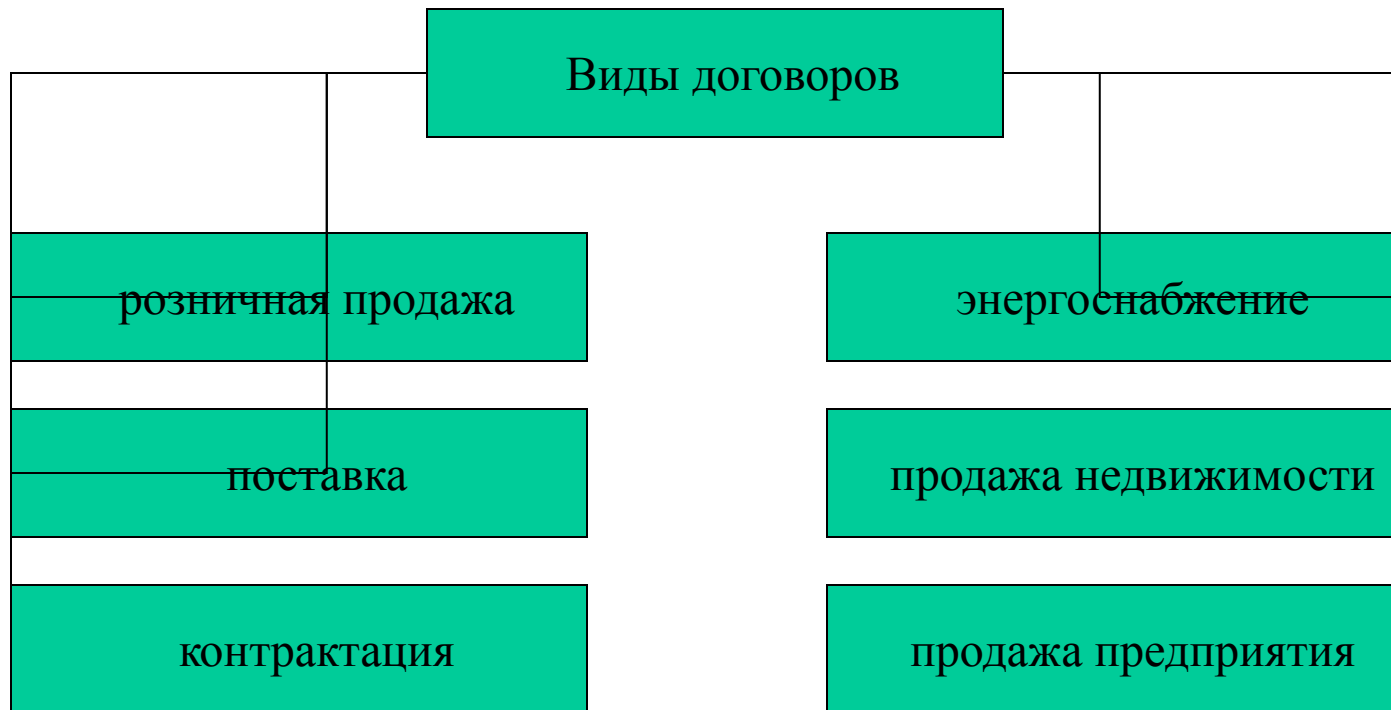 Виды договоров
розничная продажа
энергоснабжение
поставка
продажа недвижимости
контрактация
продажа предприятия